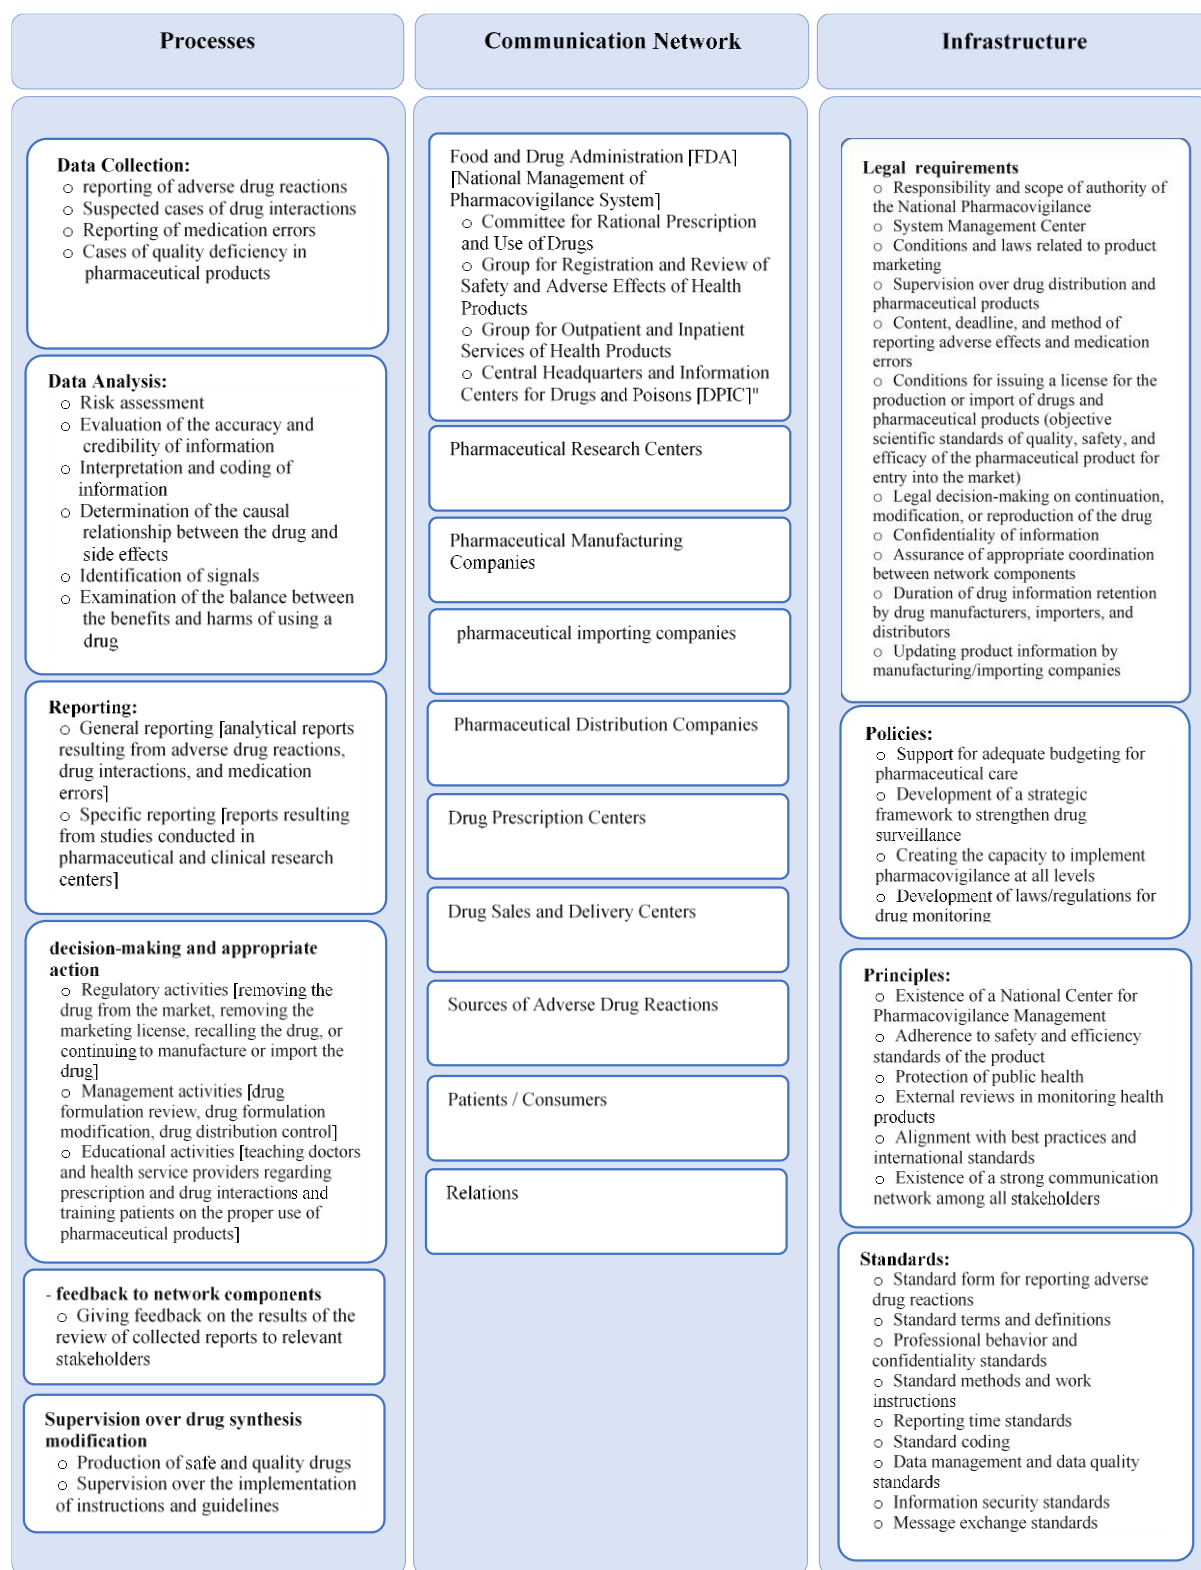 Processes
Data Collection:
○ reporting of adverse drug reactions
○ Suspected cases of drug interactions
○ Reporting of medication errors
○ Cases of quality deficiency in
pharmaceutical products
Data Analysis:
○ Risk assessment
○ Evaluation of the accuracy and
credibility of information
○ Interpretation and coding of
information
○ Determination of the causal
relationship between the drug and
side effects
○ Identification of signals
○ Examination of the balance between
the benefits and harms of using a
drug
Reporting:
○ General reporting [analytical reports
resulting from adverse drug reactions,
drug interactions, and medication
errors]
○ Specific reporting [reports resulting
from studies conducted in
pharmaceutical and clinical research
centers]
decision-making and appropriate
action
○ Regulatory activities [removing the
drug from the market, removing the
marketing license, recalling the drug, or
continuing to manufacture or import the
drug]
○ Management activities [drug
formulation review, drug formulation
modification, drug distribution control]
○ Educational activities [teaching doctors
and health service providers regarding
prescription and drug interactions and
training patients on the proper use of
pharmaceutical products]
- feedback to network components
○ Giving feedback on the results of the
review of collected reports to relevant
stakeholders
Supervision over drug synthesis
modification
○ Production of safe and quality drugs
○ Supervision over the implementation
of instructions and guidelines
Communication Network
Food and Drug Administration [FDA]
[National Management of
Pharmacovigilance System]
○ Committee for Rational Prescription
and Use of Drugs
○ Group for Registration and Review of
Safety and Adverse Effects of Health
Products
○ Group for Outpatient and Inpatient
Services of Health Products
○ Central Headquarters and Information
Centers for Drugs and Poisons [DPIC]"
Pharmaceutical Research Centers
Pharmaceutical Manufacturing
Companies
pharmaceutical importing companies
Pharmaceutical Distribution Companies
Drug Prescription Centers
Drug Sales and Delivery Centers
Sources of Adverse Drug Reactions
Patients / Consumers
Relations
Infrastructure
Legal requirements
○ Responsibility and scope of authority of
the National Pharmacovigilance
○ System Management Center
○ Conditions and laws related to product
marketing
○ Supervision over drug distribution and
pharmaceutical products
○ Content, deadline, and method of
reporting adverse effects and medication
errors
○ Conditions for issuing a license for the
production or import of drugs and
pharmaceutical products (objective
scientific standards of quality, safety, and
efficacy of the pharmaceutical product for
entry into the market)
○ Legal decision-making on continuation,
modification, or reproduction of the drug
○ Confidentiality of information
○ Assurance of appropriate coordination
between network components
○ Duration of drug information retention
by drug manufacturers, importers, and
distributors
○ Updating product information by
manufacturing/importing companies
Policies:
○ Support for adequate budgeting for
pharmaceutical care
○ Development of a strategic
framework to strengthen drug
surveillance
○ Creating the capacity to implement
pharmacovigilance at all levels
○ Development of laws/regulations for
drug monitoring
Principles:
○ Existence of a National Center for
Pharmacovigilance Management
○ Adherence to safety and efficiency
standards of the product
○ Protection of public health
○ External reviews in monitoring health
products
○ Alignment with best practices and
international standards
○ Existence of a strong communication
network among all stakeholders
Standards:
○ Standard form for reporting adverse
drug reactions
○ Standard terms and definitions
○ Professional behavior and
confidentiality standards
○ Standard methods and work
instructions
○ Reporting time standards
○ Standard coding
○ Data management and data quality
standards
○ Information security standards
○ Message exchange standards